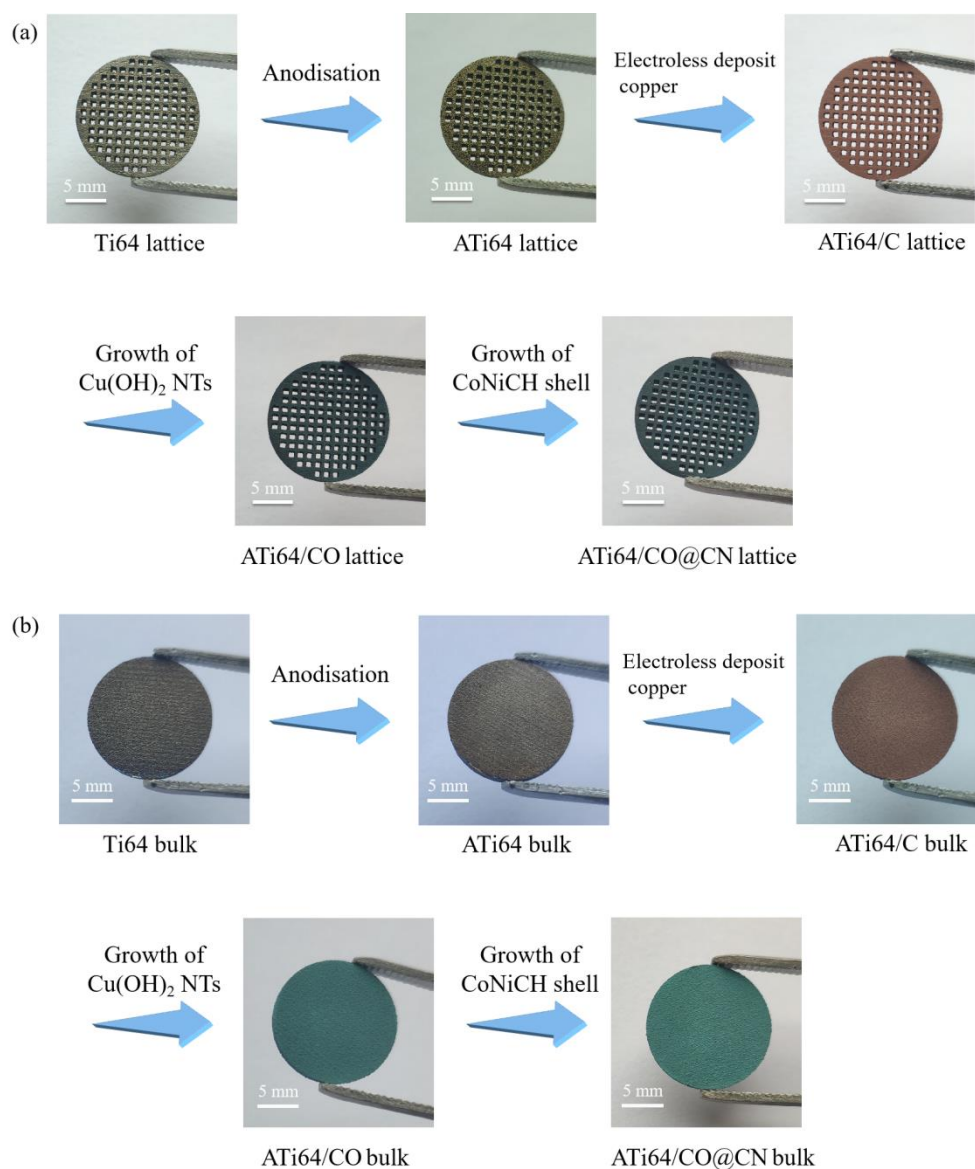 (a)
Anodisation
Electroless deposit
copper
5 mm
5 mm
5 mm
Ti64 lattice
ATi64 lattice
ATi64/C lattice
Growth of
Cu(OH)₂ NTs
Growth of
CoNiCH shell
5 mm
5 mm
ATi64/CO lattice
ATi64/CO@CN lattice
(b)
Anodisation
Electroless deposit
copper
5 mm
5 mm
5 mm
Ti64 bulk
ATi64 bulk
ATi64/C bulk
Growth of
Cu(OH)₂ NTs
Growth of
CoNiCH shell
5 mm
5 mm
ATi64/CO bulk
ATi64/CO@CN bulk